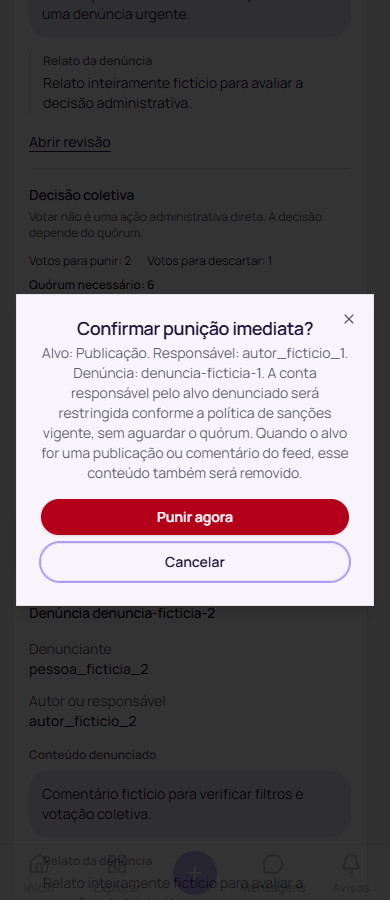 uma denúncia urgente.
Relato da denúncia
Relato inteiramente fictício para avaliar a
decisão administrativa.
Abrir revisão
Decisão coletiva
Votar não é uma ação administrativa direta. A decisão
depende do quórum.
Votos para punir: 2 Votos para descartar: 1
Quórum necessário: 6
Confirmar punição imediata?
Alvo: Publicação. Responsável: autor_ficticio_1.
Denúncia: denuncia-ficticia-1. A conta
responsável pelo alvo denunciado será
restringida conforme a política de sanções
vigente, sem aguardar o quórum. Quando o alvo
for uma publicação ou comentário do feed, esse
conteúdo também será removido.
Punir agora
Cancelar
Denúncia denuncia-ficticia-2
Denunciante
pessoa_ficticia_2
Autor ou responsável
autor_ficticio_2
Conteúdo denunciado
Comentário fictício para verificar filtros e
votação coletiva.
Relato da denúncia
Relato inteiramente fictício para avaliar a
Início Mensagens Avisos